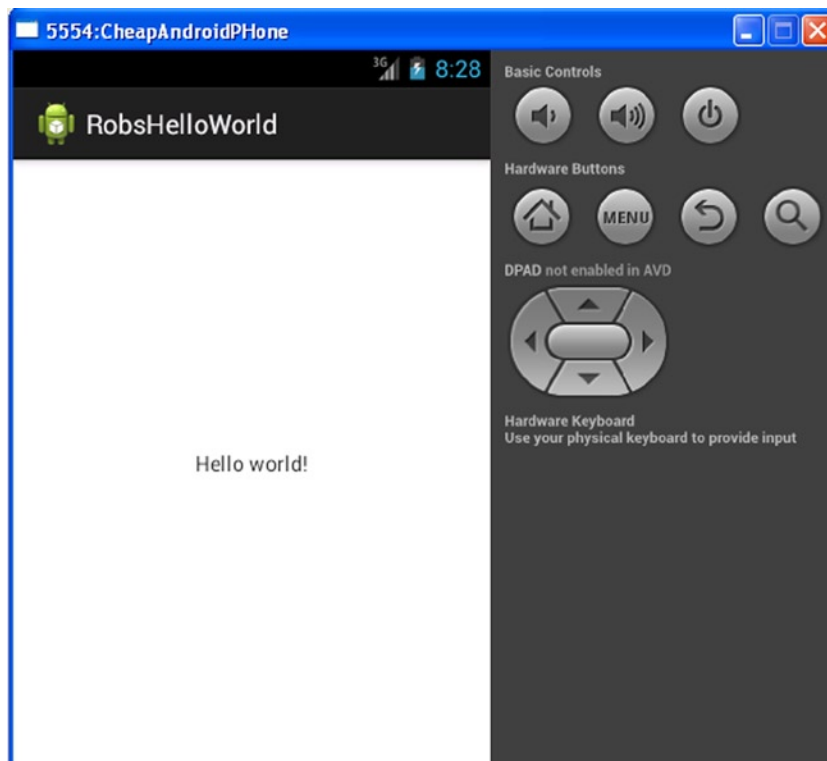 5554:CheapAndroidPHone
3G 8:28
RobsHelloWorld
Hello world!
Basic Controls
Hardware Buttons
MENU
DPAD not enabled in AVD
Hardware Keyboard
Use your physical keyboard to provide input